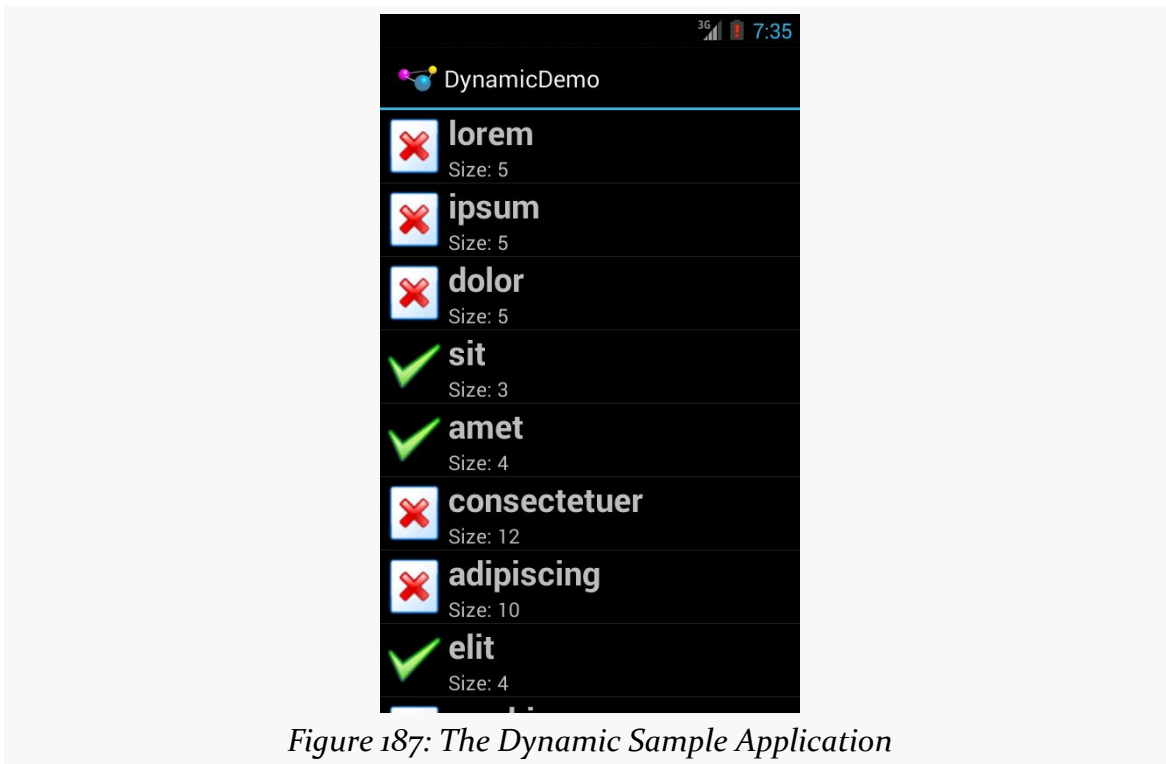 3G 7:35
DynamicDemo
lorem
Size: 5
ipsum
Size: 5
dolor
Size: 5
sit
Size: 3
amet
Size: 4
consectetuer
Size: 12
adipiscing
Size: 10
elit
Size: 4
Figure 187: The Dynamic Sample Application